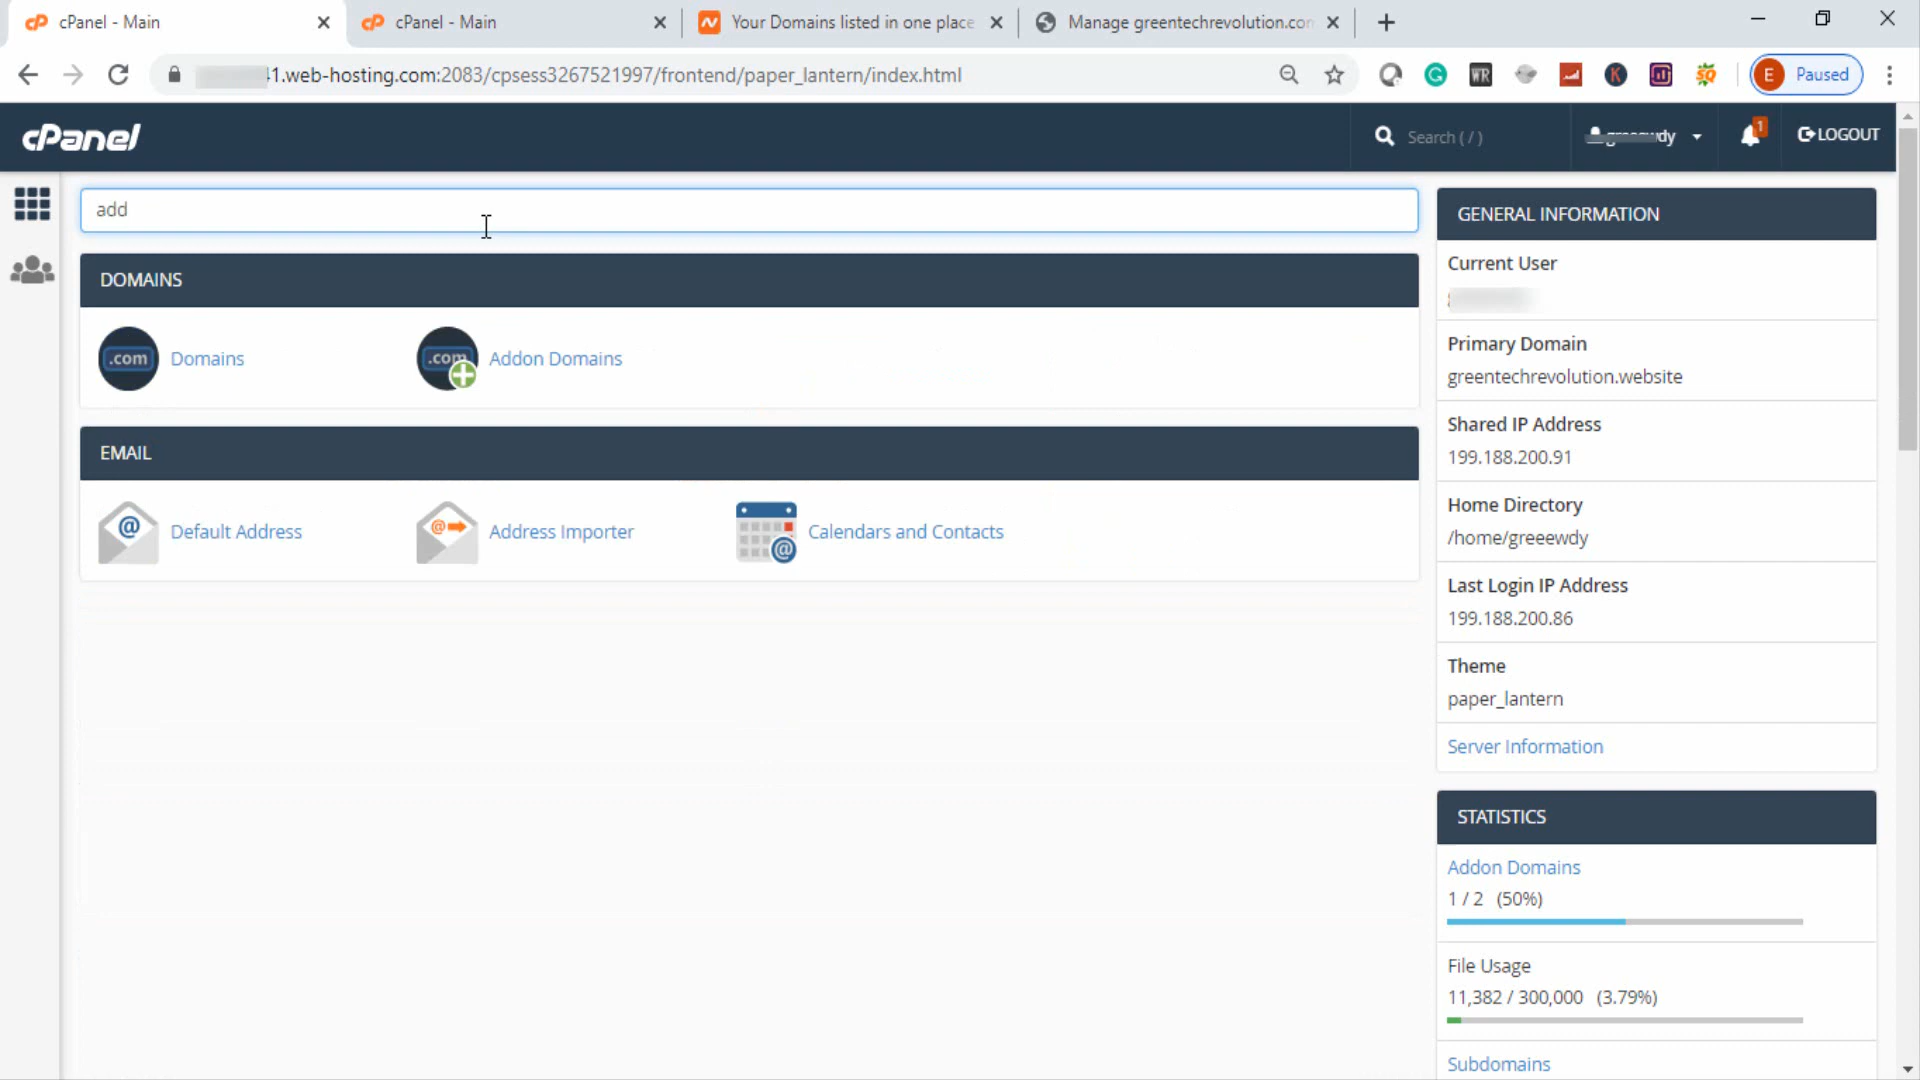 cPanel - Main
cPanel - Main
Your Domains listed in one place
Manage greentechrevolution.com
1.web-hosting.com:2083/cpsess3267521997/frontend/paper_lantern/index.html
WR
E Paused
cPanel
Search ( / )
dy
1
LOGOUT
add
DOMAINS
.com Domains
.com Addon Domains
EMAIL
Default Address
Address Importer
Calendars and Contacts
GENERAL INFORMATION
Current User
Primary Domain
greentechrevolution.website
Shared IP Address
199.188.200.91
Home Directory
/home/greeewdy
Last Login IP Address
199.188.200.86
Theme
paper_lantern
Server Information
STATISTICS
Addon Domains
1 / 2 (50%)
File Usage
11,382 / 300,000 (3.79%)
Subdomains